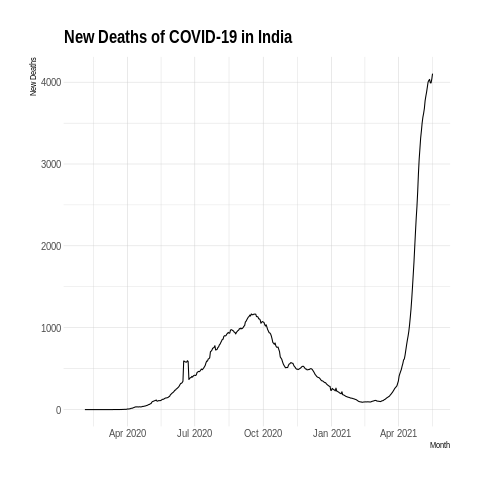 New Deaths of COVID-19 in India
New Deaths
4000
3000
2000
1000
0
Apr 2020 Jul 2020 Oct 2020 Jan 2021 Apr 2021
Month